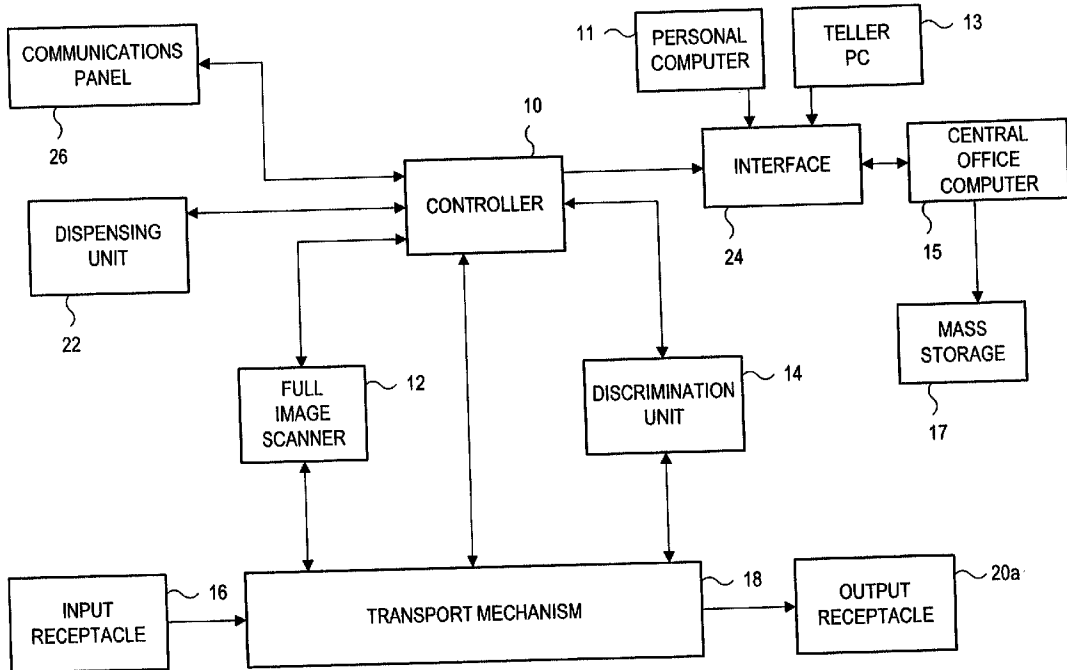 COMMUNICATIONS
PANEL
26
11
PERSONAL
COMPUTER
TELLER
PC
13
10
CONTROLLER
INTERFACE
24
CENTRAL
OFFICE
COMPUTER
15
DISPENSING
UNIT
22
MASS
STORAGE
17
FULL
IMAGE
SCANNER
12
DISCRIMINATION
UNIT
14
INPUT
RECEPTACLE
16
TRANSPORT MECHANISM
18
OUTPUT
RECEPTACLE
20a